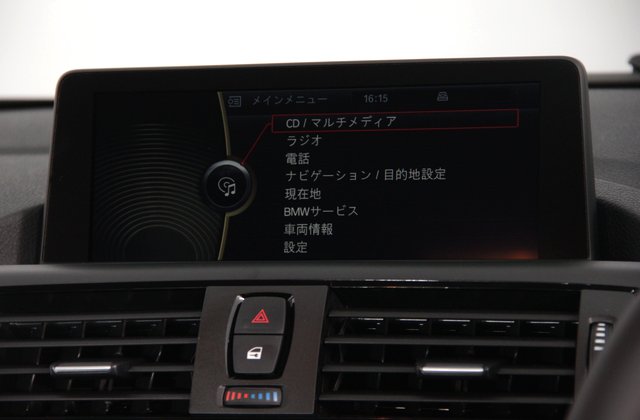 メインメニュー 16:15
CD / マルチメディア
ラジオ
電話
ナビゲーション / 目的地設定
現在地
BMWサービス
車両情報
設定